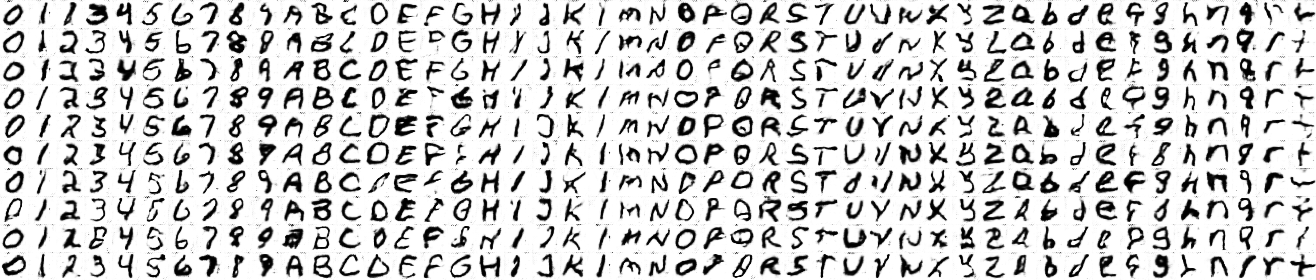 0 1 1 3 4 5 6 7 8 9 A B C D E F G H I J K l m N O P Q R S T U V W X Y Z a b d e f g h n q r t
0 1 2 3 4 5 6 7 8 9 A B C D E F G H I J K l m N O P Q R S T U V W X Y Z a b d e f g h n q r t
0 1 2 3 4 5 6 7 8 9 A B C D E F G H I J K l m N O P Q R S T U V W X Y Z a b d e f g h n q r t
0 1 2 3 4 5 6 7 8 9 A B C D E F G H I J K l m N O P Q R S T U V W X Y Z a b d e f g h n q r t
0 1 2 3 4 5 6 7 8 9 A B C D E F G H I J K l m N O P Q R S T U V W X Y Z a b d e f g h n q r t
0 1 2 3 4 5 6 7 8 9 A B C D E F G H I J K l m N O P Q R S T U V W X Y Z a b d e f g h n q r t
0 1 2 3 4 5 6 7 8 9 A B C D E F G H I J K l m N O P Q R S T U V W X Y Z a b d e f g h n q r t
0 1 2 3 4 5 6 7 8 9 A B C D E F G H I J K l m N O P Q R S T U V W X Y Z a b d e f g h n q r t
0 1 2 8 4 5 6 7 8 9 B C D E F G H I J K l m N O P Q R S T U V W X Y Z a b d e f g h n q r t
0 1 2 3 4 5 6 7 8 9 A B C D E F G H I J K l m N O P Q R S T U V W X Y Z a b d e f g h n q r t